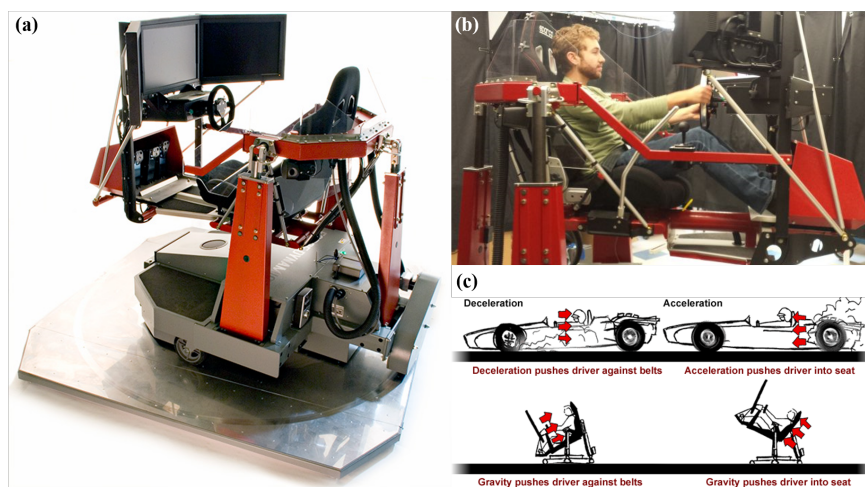 (a)
(b)
(c)
Deceleration
Acceleration
Deceleration pushes driver against belts
Acceleration pushes driver into seat
Gravity pushes driver against belts
Gravity pushes driver into seat